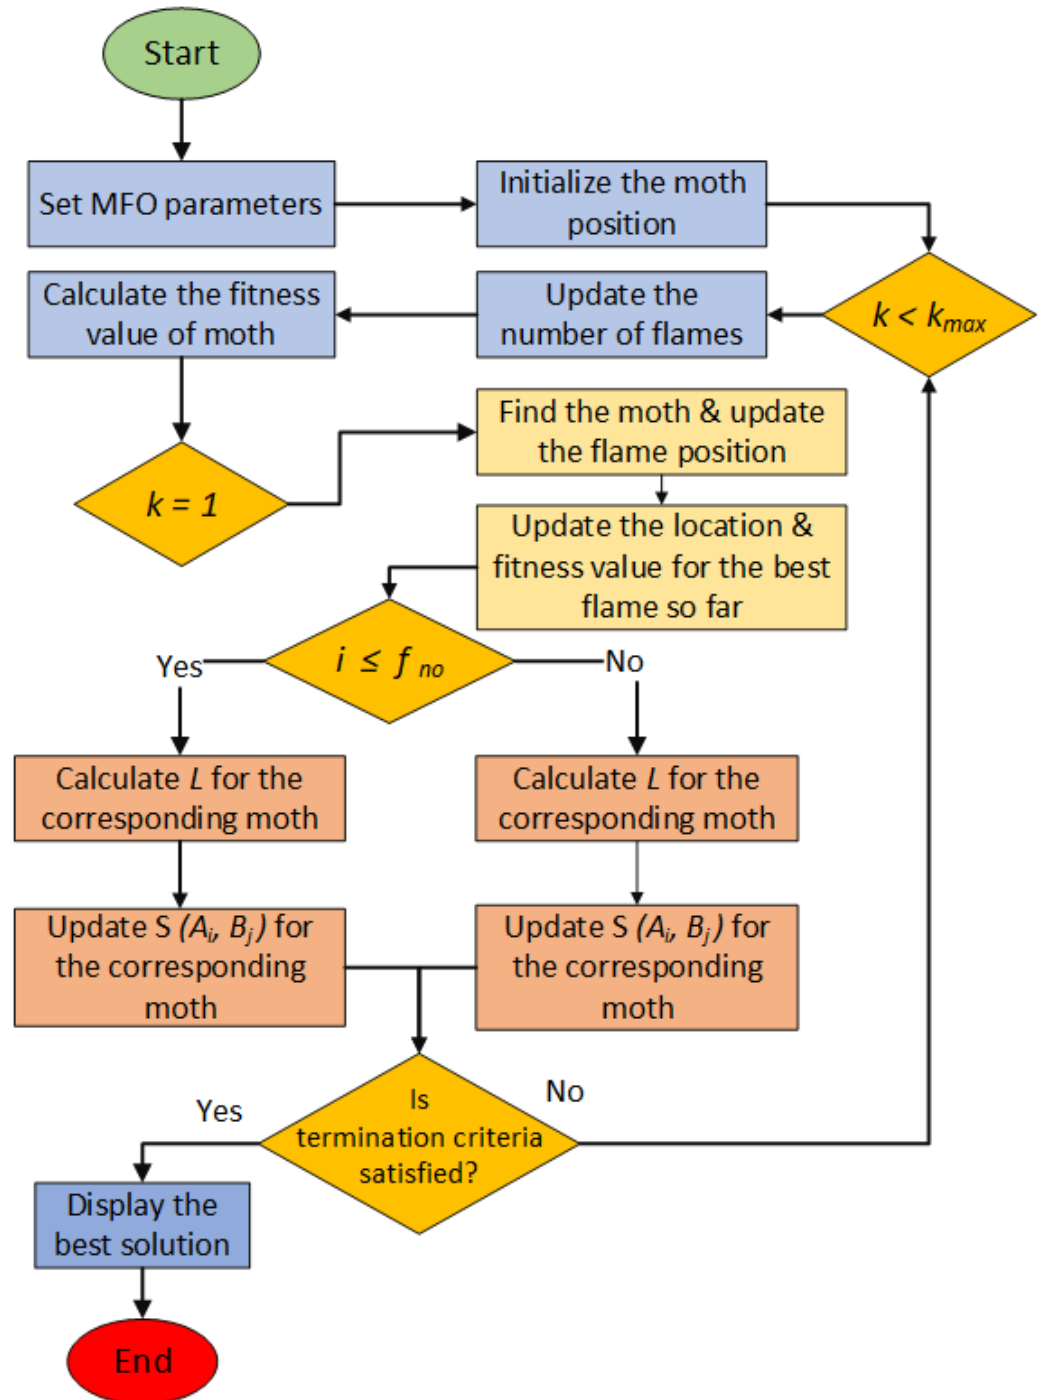 Start
Set MFO parameters
Initialize the moth
position
k < kmax
Update the
number of flames
Calculate the fitness
value of moth
k = 1
Find the moth & update
the flame position
Update the location &
fitness value for the best
flame so far
i ≤ f no
Yes
No
Calculate L for the
corresponding moth
Calculate L for the
corresponding moth
Update S (Ai, Bj) for
the corresponding
moth
Update S (Ai, Bj) for
the corresponding
moth
Is
termination criteria
satisfied?
Yes
No
Display the
best solution
End